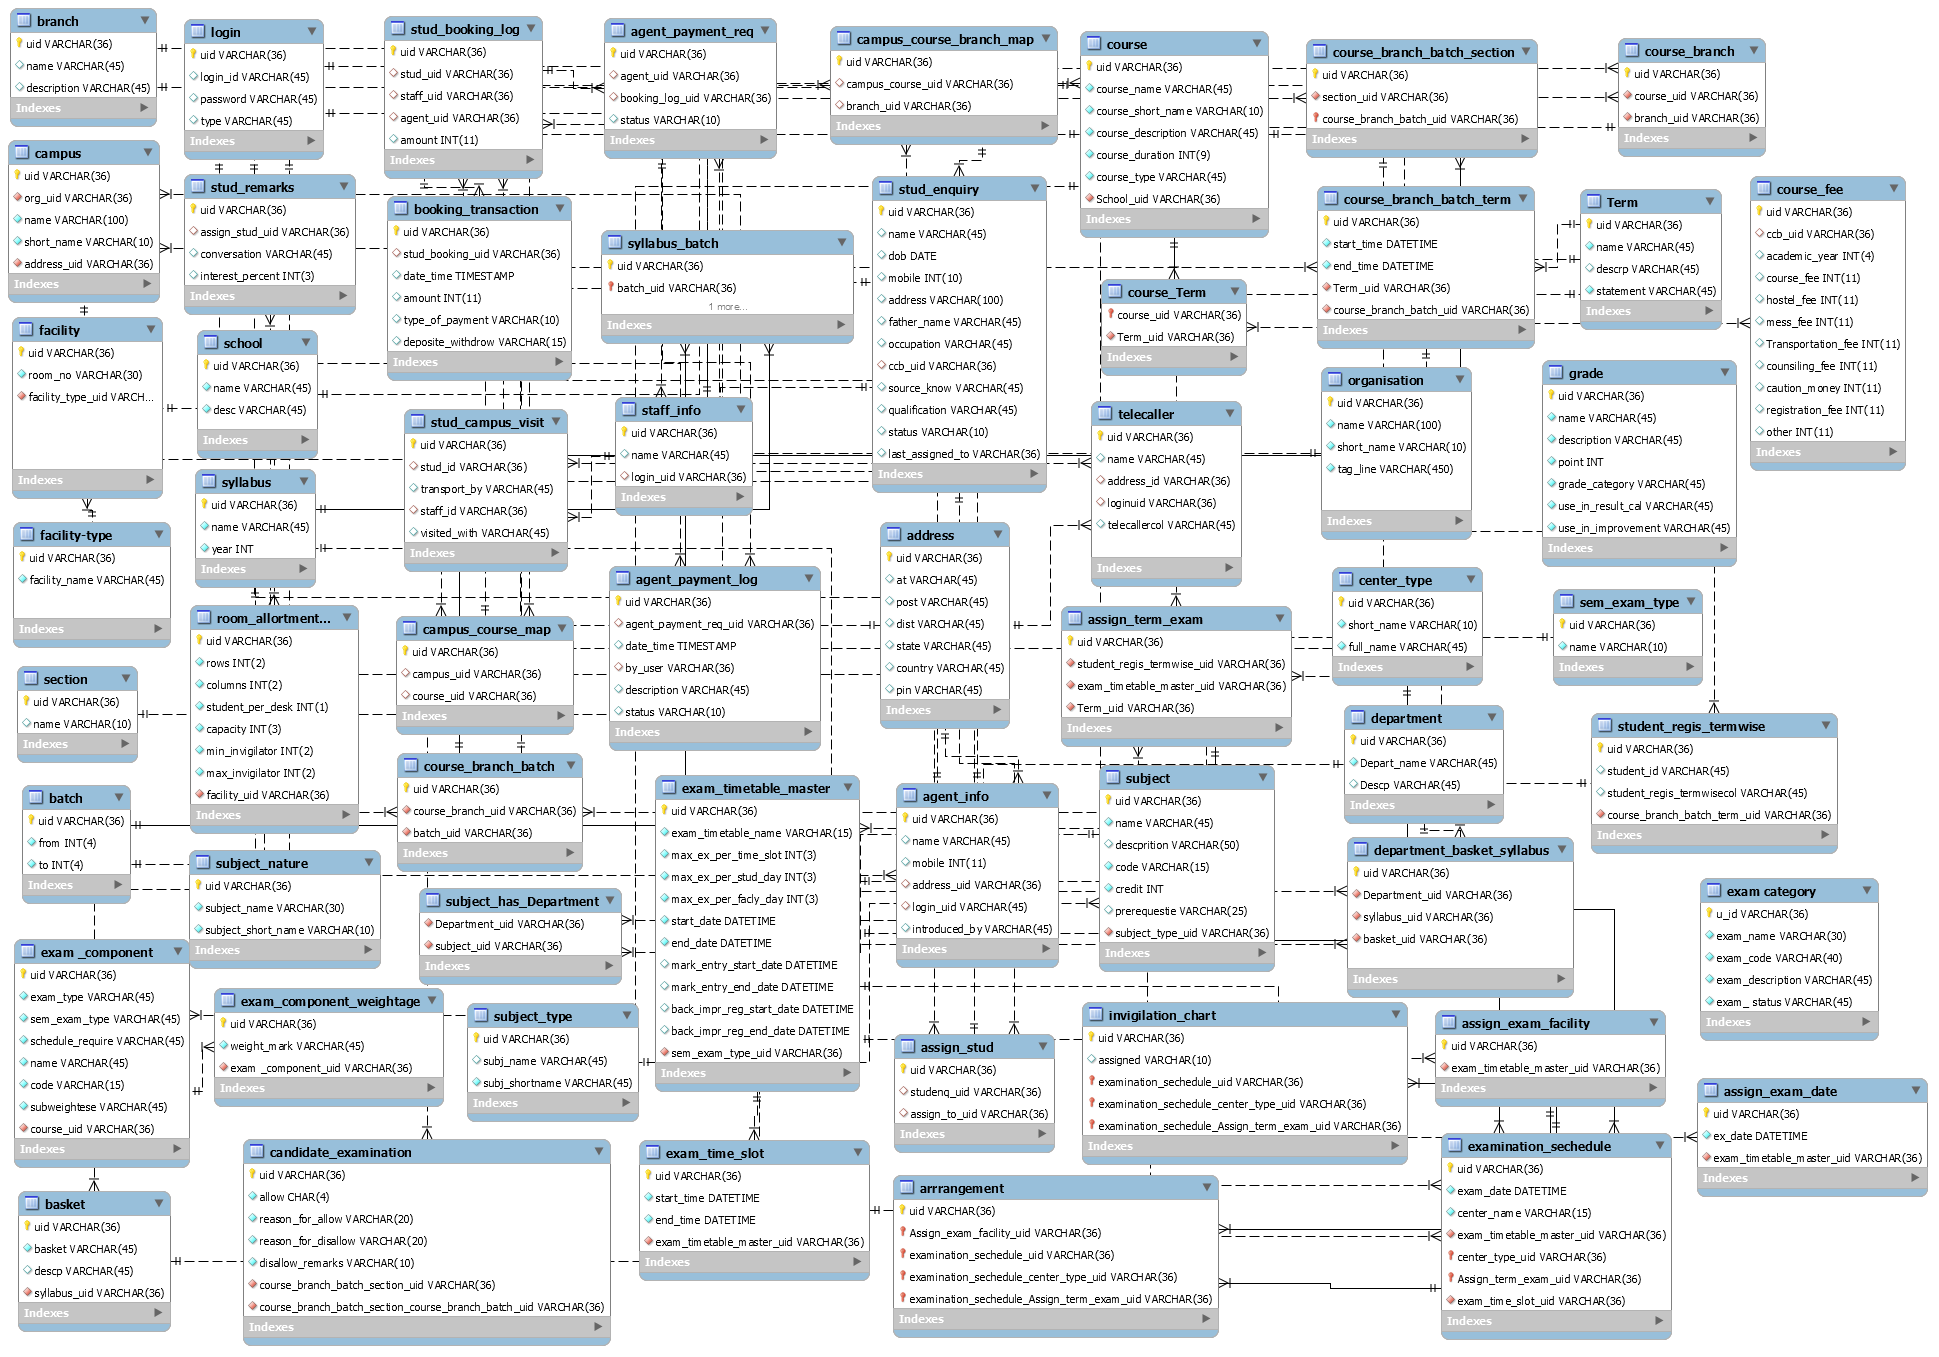 branch
uid VARCHAR(36)
name VARCHAR(45)
description VARCHAR(45)
Indexes
login
uid VARCHAR(36)
login_id VARCHAR(45)
password VARCHAR(45)
type VARCHAR(45)
Indexes
stud_booking_log
uid VARCHAR(36)
stud_uid VARCHAR(36)
staff_uid VARCHAR(36)
agent_uid VARCHAR(36)
amount INT(11)
Indexes
agent_payment_req
uid VARCHAR(36)
agent_uid VARCHAR(36)
booking_log_uid VARCHAR(36)
status VARCHAR(10)
Indexes
campus_course_branch_map
uid VARCHAR(36)
campus_course_uid VARCHAR(36)
branch_uid VARCHAR(36)
Indexes
course
uid VARCHAR(36)
course_name VARCHAR(45)
course_short_name VARCHAR(10)
course_description VARCHAR(45)
course_duration INT(9)
course_type VARCHAR(45)
School_uid VARCHAR(36)
Indexes
course_branch_batch_section
uid VARCHAR(36)
section_uid VARCHAR(36)
course_branch_batch_uid VARCHAR(36)
Indexes
course_branch
uid VARCHAR(36)
course_uid VARCHAR(36)
branch_uid VARCHAR(36)
Indexes
campus
uid VARCHAR(36)
org_uid VARCHAR(36)
name VARCHAR(100)
short_name VARCHAR(10)
address_uid VARCHAR(36)
Indexes
stud_remarks
uid VARCHAR(36)
assign_stud_uid VARCHAR(36)
conversation VARCHAR(45)
interest_percent INT(3)
Indexes
booking_transaction
uid VARCHAR(36)
stud_booking_uid VARCHAR(36)
date_time TIMESTAMP
amount INT(11)
type_of_payment VARCHAR(10)
deposite_withdrow VARCHAR(15)
Indexes
syllabus_batch
uid VARCHAR(36)
batch_uid VARCHAR(36)
1 more...
Indexes
stud_enquiry
uid VARCHAR(36)
name VARCHAR(45)
dob DATE
mobile INT(10)
address VARCHAR(100)
father_name VARCHAR(45)
occupation VARCHAR(45)
ccb_uid VARCHAR(36)
source_know VARCHAR(45)
qualification VARCHAR(45)
status VARCHAR(10)
last_assigned_to VARCHAR(36)
Indexes
course_Term
course_uid VARCHAR(36)
Term_uid VARCHAR(36)
Indexes
course_branch_batch_term
uid VARCHAR(36)
start_time DATETIME
end_time DATETIME
Term_uid VARCHAR(36)
course_branch_batch_uid VARCHAR(36)
Indexes
Term
uid VARCHAR(36)
name VARCHAR(45)
descrp VARCHAR(45)
statement VARCHAR(45)
Indexes
course_fee
uid VARCHAR(36)
ccb_uid VARCHAR(36)
academic_year INT(4)
course_fee INT(11)
hostel_fee INT(11)
mess_fee INT(11)
Transportation_fee INT(11)
counsiling_fee INT(11)
caution_money INT(11)
registration_fee INT(11)
other INT(11)
Indexes
facility
uid VARCHAR(36)
room_no VARCHAR(30)
facility_type_uid VARCH...
Indexes
school
uid VARCHAR(36)
name VARCHAR(45)
desc VARCHAR(45)
Indexes
stud_campus_visit
uid VARCHAR(36)
stud_id VARCHAR(36)
transport_by VARCHAR(45)
staff_id VARCHAR(36)
visited_with VARCHAR(45)
Indexes
staff_info
uid VARCHAR(36)
name VARCHAR(45)
login_uid VARCHAR(36)
Indexes
telecaller
uid VARCHAR(36)
name VARCHAR(45)
address_id VARCHAR(36)
loginuid VARCHAR(36)
telecallercol VARCHAR(45)
Indexes
organisation
uid VARCHAR(36)
name VARCHAR(100)
short_name VARCHAR(10)
tag_line VARCHAR(450)
Indexes
grade
uid VARCHAR(36)
name VARCHAR(45)
description VARCHAR(45)
point INT
grade_category VARCHAR(45)
use_in_result_cal VARCHAR(45)
use_in_improvement VARCHAR(45)
Indexes
syllabus
uid VARCHAR(36)
name VARCHAR(45)
year INT
Indexes
facility-type
uid VARCHAR(36)
facility_name VARCHAR(45)
Indexes
room_allortment...
uid VARCHAR(36)
rows INT(2)
columns INT(2)
student_per_desk INT(1)
capacity INT(3)
min_invigilator INT(2)
max_invigilator INT(2)
facility_uid VARCHAR(36)
Indexes
campus_course_map
uid VARCHAR(36)
campus_uid VARCHAR(36)
course_uid VARCHAR(36)
Indexes
agent_payment_log
uid VARCHAR(36)
agent_payment_req_uid VARCHAR(36)
date_time TIMESTAMP
by_user VARCHAR(36)
description VARCHAR(45)
status VARCHAR(10)
Indexes
address
uid VARCHAR(36)
at VARCHAR(45)
post VARCHAR(45)
dist VARCHAR(45)
state VARCHAR(45)
country VARCHAR(45)
pin VARCHAR(45)
Indexes
assign_term_exam
uid VARCHAR(36)
student_regis_termwise_uid VARCHAR(36)
exam_timetable_master_uid VARCHAR(36)
Term_uid VARCHAR(36)
Indexes
center_type
uid VARCHAR(36)
short_name VARCHAR(10)
full_name VARCHAR(45)
Indexes
sem_exam_type
uid VARCHAR(36)
name VARCHAR(10)
Indexes
section
uid VARCHAR(36)
name VARCHAR(10)
Indexes
department
uid VARCHAR(36)
Depart_name VARCHAR(45)
Descp VARCHAR(45)
Indexes
student_regis_termwise
uid VARCHAR(36)
student_id VARCHAR(45)
student_regis_termwisecol VARCHAR(45)
course_branch_batch_term_uid VARCHAR(36)
Indexes
batch
uid VARCHAR(36)
from INT(4)
to INT(4)
Indexes
course_branch_batch
uid VARCHAR(36)
course_branch_uid VARCHAR(36)
batch_uid VARCHAR(36)
Indexes
exam_timetable_master
uid VARCHAR(36)
exam_timetable_name VARCHAR(15)
max_ex_per_time_slot INT(3)
max_ex_per_stud_day INT(3)
max_ex_per_facly_day INT(3)
start_date DATETIME
end_date DATETIME
mark_entry_start_date DATETIME
mark_entry_end_date DATETIME
back_impr_reg_start_date DATETIME
back_impr_reg_end_date DATETIME
sem_exam_type_uid VARCHAR(36)
Indexes
agent_info
uid VARCHAR(36)
name VARCHAR(45)
mobile INT(11)
address_uid VARCHAR(36)
login_uid VARCHAR(45)
introduced_by VARCHAR(45)
Indexes
subject
uid VARCHAR(36)
name VARCHAR(45)
descprition VARCHAR(50)
code VARCHAR(15)
credit INT
prerequestie VARCHAR(25)
subject_type_uid VARCHAR(36)
Indexes
department_basket_syllabus
uid VARCHAR(36)
Department_uid VARCHAR(36)
syllabus_uid VARCHAR(36)
basket_uid VARCHAR(36)
Indexes
exam category
u_id VARCHAR(36)
exam_name VARCHAR(30)
exam_code VARCHAR(40)
exam_description VARCHAR(45)
exam_ status VARCHAR(45)
Indexes
subject_nature
uid VARCHAR(36)
subject_name VARCHAR(30)
subject_short_name VARCHAR(10)
Indexes
subject_has_Department
Department_uid VARCHAR(36)
subject_uid VARCHAR(36)
Indexes
exam _component
uid VARCHAR(36)
exam_type VARCHAR(45)
sem_exam_type VARCHAR(45)
schedule_require VARCHAR(45)
name VARCHAR(45)
code VARCHAR(15)
subweightese VARCHAR(45)
course_uid VARCHAR(36)
Indexes
exam_component_weightage
uid VARCHAR(36)
weight_mark VARCHAR(45)
exam _component_uid VARCHAR(36)
Indexes
subject_type
uid VARCHAR(36)
subj_name VARCHAR(45)
subj_shortname VARCHAR(45)
Indexes
assign_stud
uid VARCHAR(36)
studenq_uid VARCHAR(36)
assign_to_uid VARCHAR(36)
Indexes
invigilation_chart
uid VARCHAR(36)
assigned VARCHAR(10)
examination_sechedule_uid VARCHAR(36)
examination_sechedule_center_type_uid VARCHAR(36)
examination_sechedule_Assign_term_exam_uid VARCHAR(36)
Indexes
assign_exam_facility
uid VARCHAR(36)
exam_timetable_master_uid VARCHAR(36)
Indexes
assign_exam_date
uid VARCHAR(36)
ex_date DATETIME
exam_timetable_master_uid VARCHAR(36)
Indexes
basket
uid VARCHAR(36)
basket VARCHAR(45)
descp VARCHAR(45)
syllabus_uid VARCHAR(36)
Indexes
candidate_examination
uid VARCHAR(36)
allow CHAR(4)
reason_for_allow VARCHAR(20)
reason_for_disallow VARCHAR(20)
disallow_remarks VARCHAR(10)
course_branch_batch_section_uid VARCHAR(36)
course_branch_batch_section_course_branch_batch_uid VARCHAR(36)
Indexes
exam_time_slot
uid VARCHAR(36)
start_time DATETIME
end_time DATETIME
exam_timetable_master_uid VARCHAR(36)
Indexes
arrrangement
uid VARCHAR(36)
Assign_exam_facility_uid VARCHAR(36)
examination_sechedule_uid VARCHAR(36)
examination_sechedule_center_type_uid VARCHAR(36)
examination_sechedule_Assign_term_exam_uid VARCHAR(36)
Indexes
examination_sechedule
uid VARCHAR(36)
exam_date DATETIME
center_name VARCHAR(15)
exam_timetable_master_uid VARCHAR(36)
center_type_uid VARCHAR(36)
Assign_term_exam_uid VARCHAR(36)
exam_time_slot_uid VARCHAR(36)
Indexes